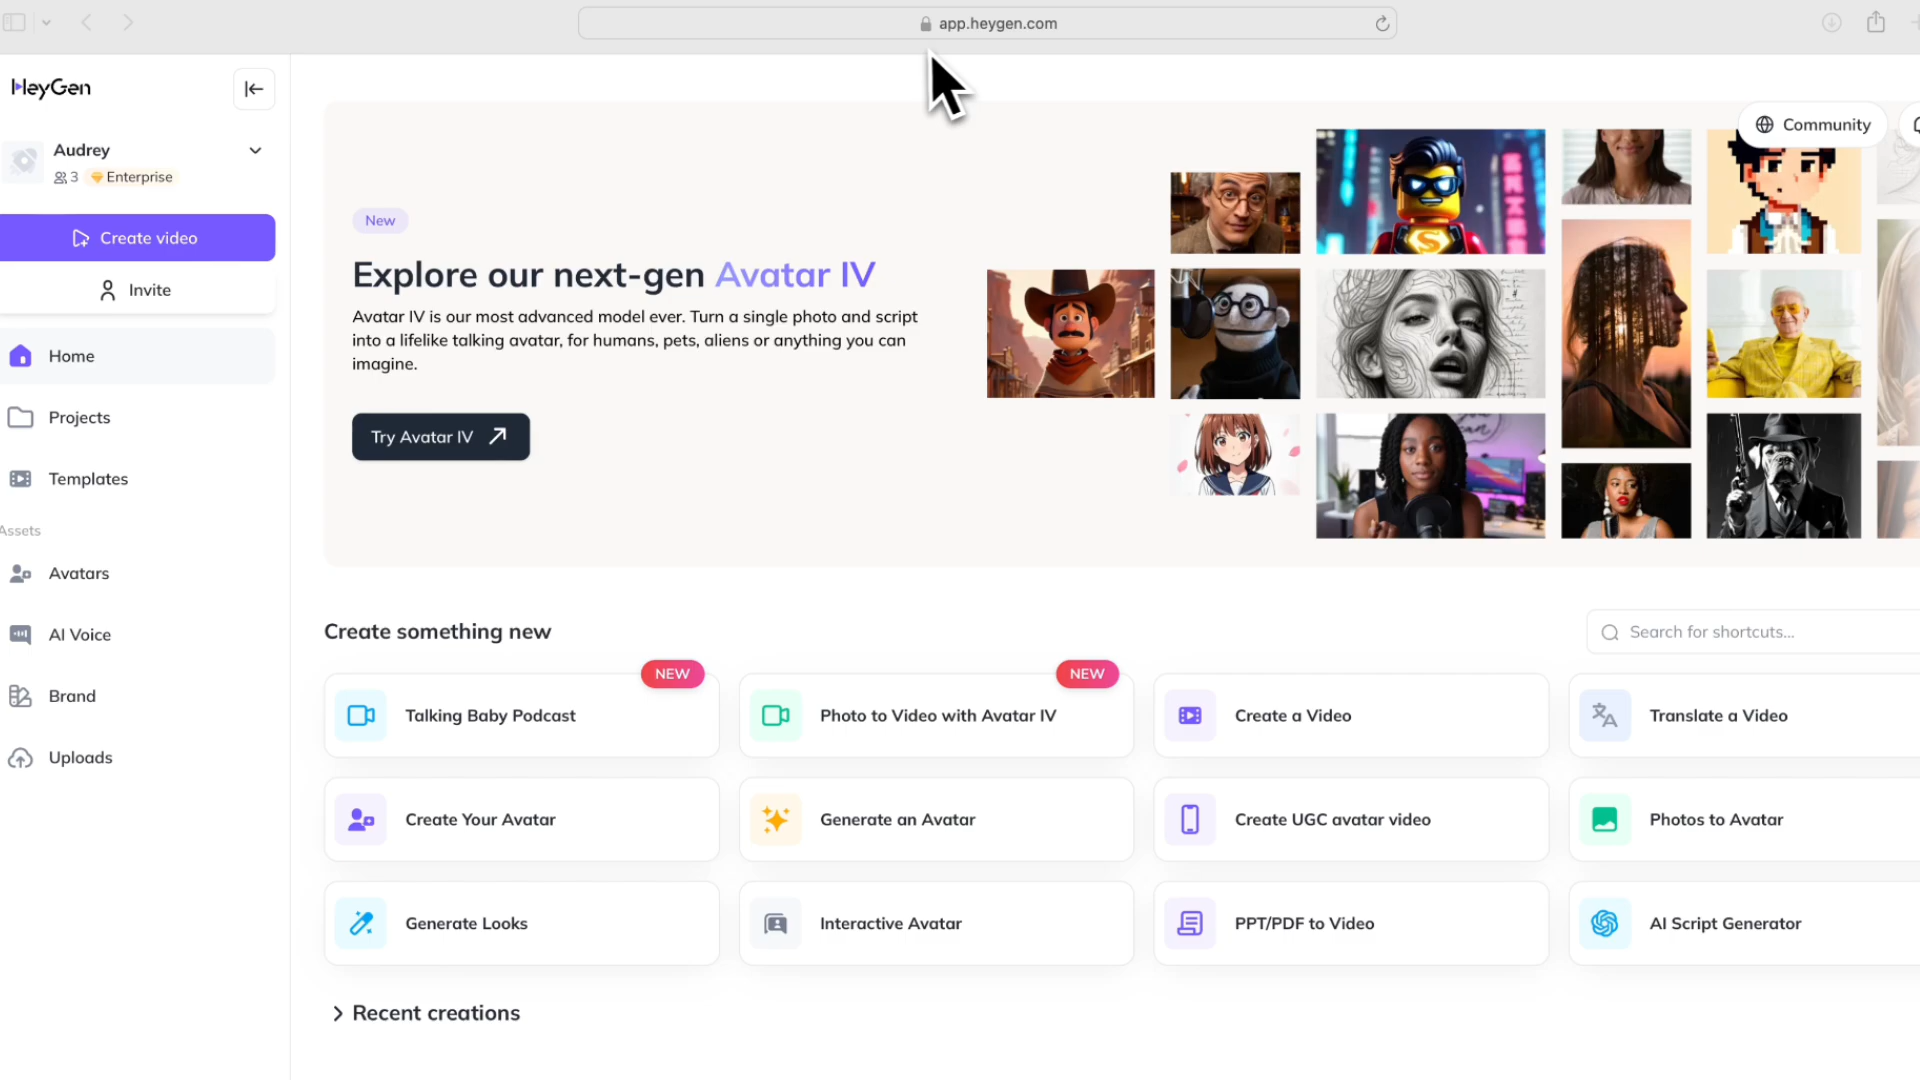 app.heygen.com
HeyGen
Audrey
3 Enterprise
Create video
Invite
Home
Projects
Templates
Assets
Avatars
AI Voice
Brand
Uploads
Community
New
Explore our next-gen Avatar IV
Avatar IV is our most advanced model ever. Turn a single photo and script
into a lifelike talking avatar, for humans, pets, aliens or anything you can
imagine.
Try Avatar IV
S
Create something new
Search for shortcuts...
NEW
Talking Baby Podcast
NEW
Photo to Video with Avatar IV
Create a Video
Translate a Video
Create Your Avatar
Generate an Avatar
Create UGC avatar video
Photos to Avatar
Generate Looks
Interactive Avatar
PPT/PDF to Video
AI Script Generator
Recent creations